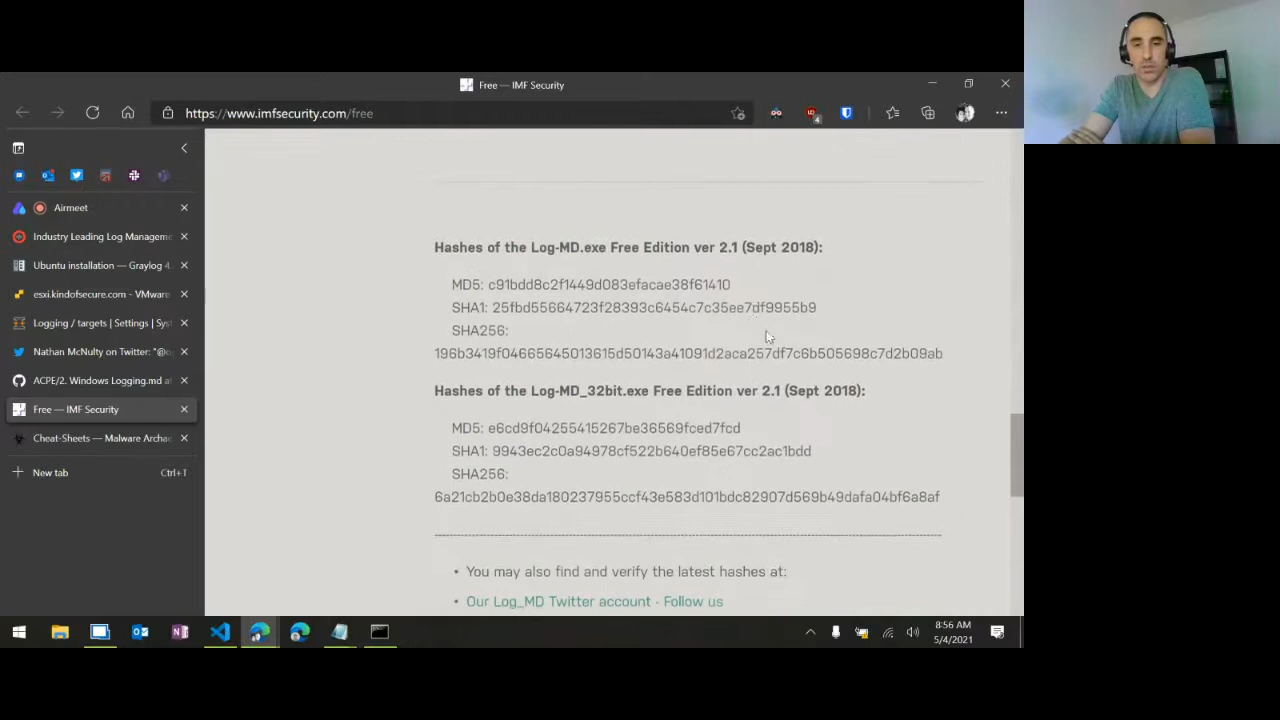 Free — IMF Security
https://www.imfsecurity.com/free
4
21
Airmeet
Industry Leading Log Manageme
Ubuntu installation — Graylog 4.
esxi.kindofsecure.com - VMware
Logging / targets | Settings | Sys
Nathan McNulty on Twitter: "@o
ACPE/2. Windows Logging.md a
Free — IMF Security
Cheat-Sheets — Malware Archa
New tab
Ctrl+T
Hashes of the Log-MD.exe Free Edition ver 2.1 (Sept 2018):
MD5: c91bdd8c2f1449d083efacae38f61410
SHA1: 25fbd55664723f28393c6454c7c35ee7df9955b9
SHA256:
196b3419f04665645013615d50143a41091d2aca257df7c6b505698c7d2b09ab
Hashes of the Log-MD_32bit.exe Free Edition ver 2.1 (Sept 2018):
MD5: e6cd9f04255415267be36569fced7fcd
SHA1: 9943ec2c0a94978cf522b640ef85e67cc2ac1bdd
SHA256:
6a21cb2b0e38da180237955ccf43e583d101bdc82907d569b49dafa04bf6a8af
• You may also find and verify the latest hashes at:
• Our Log_MD Twitter account - Follow us
8:56 AM
5/4/2021